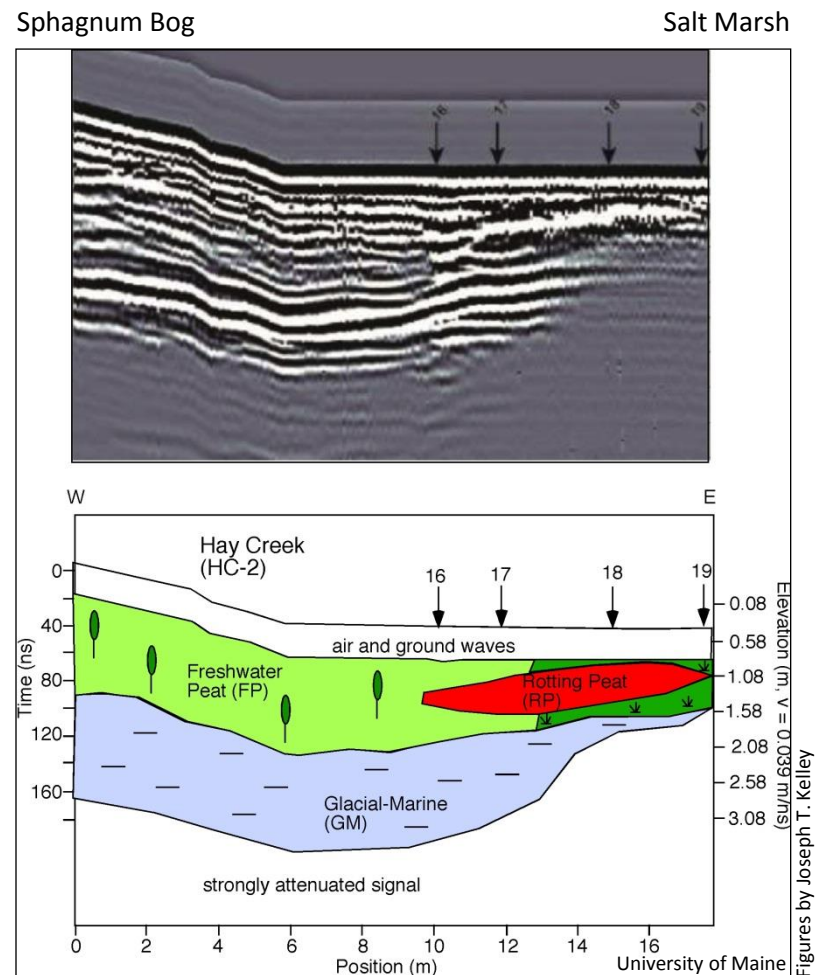 Sphagnum Bog
Salt Marsh
16
17
18
19
W
E
Hay Creek
(HC-2)
16
17
18
19
air and ground waves
Freshwater
Peat (FP)
Rotting Peat
(RP)
Glacial-Marine
(GM)
strongly attenuated signal
Time (ns)
0
40
80
120
160
0.08
0.58
1.08
1.58
2.08
2.58
3.08
Elevation (m, v = 0.039 m/ns)
0
2
4
6
8
10
12
14
16
Position (m)
University of Maine
Figures by Joseph T. Kelley